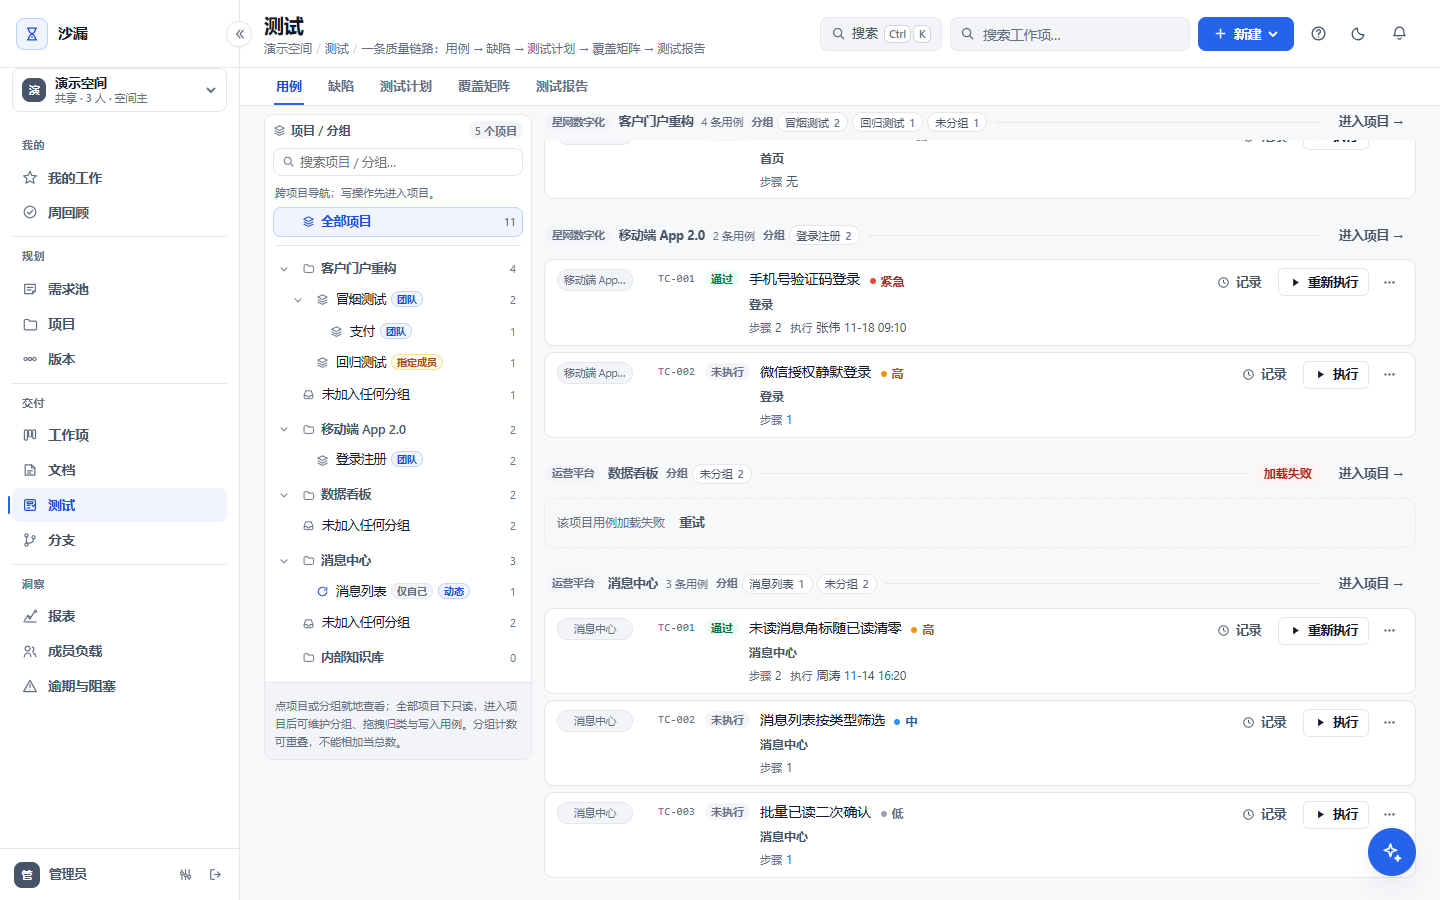 沙漏
演 演示空间
共享 · 3 人 · 空间主
我的
我的工作
周回顾
规划
需求池
项目
版本
交付
工作项
文档
测试
分支
洞察
报表
成员负载
逾期与阻塞
管 管理员
测试
演示空间 / 测试 / 一条质量链路：用例 → 缺陷 → 测试计划 → 覆盖矩阵 → 测试报告
搜索 Ctrl K
搜索工作项...
新建
用例 缺陷 测试计划 覆盖矩阵 测试报告
项目 / 分组 5 个项目
搜索项目 / 分组...
跨项目导航；写操作先进入项目。
全部项目 11
客户门户重构 4
冒烟测试 团队 2
支付 团队 1
回归测试 指定成员 1
未加入任何分组 1
移动端 App 2.0 2
登录注册 团队 2
数据看板 2
未加入任何分组 2
消息中心 3
消息列表 仅自己 动态 1
未加入任何分组 2
内部知识库 0
点项目或分组就地查看；全部项目下只读，进入项
目后可维护分组、拖拽归类与写入用例。分组计数
可重叠，不能相加当总数。
星网数字化 客户门户重构 4 条用例 分组 冒烟测试 2 回归测试 1 未分组 1 进入项目 →
首页
步骤 无
星网数字化 移动端 App 2.0 2 条用例 分组 登录注册 2 进入项目 →
移动端 App... TC-001 通过 手机号验证码登录 紧急 记录 重新执行
登录
步骤 2 执行 张伟 11-18 09:10
移动端 App... TC-002 未执行 微信授权静默登录 高 记录 执行
登录
步骤 1
运营平台 数据看板 分组 未分组 2 加载失败 进入项目 →
该项目用例加载失败 重试
运营平台 消息中心 3 条用例 分组 消息列表 1 未分组 2 进入项目 →
消息中心 TC-001 通过 未读消息角标随已读清零 高 记录 重新执行
消息中心
步骤 2 执行 周涛 11-14 16:20
消息中心 TC-002 未执行 消息列表按类型筛选 中 记录 执行
消息中心
步骤 1
消息中心 TC-003 未执行 批量已读二次确认 低 记录 执行
消息中心
步骤 1